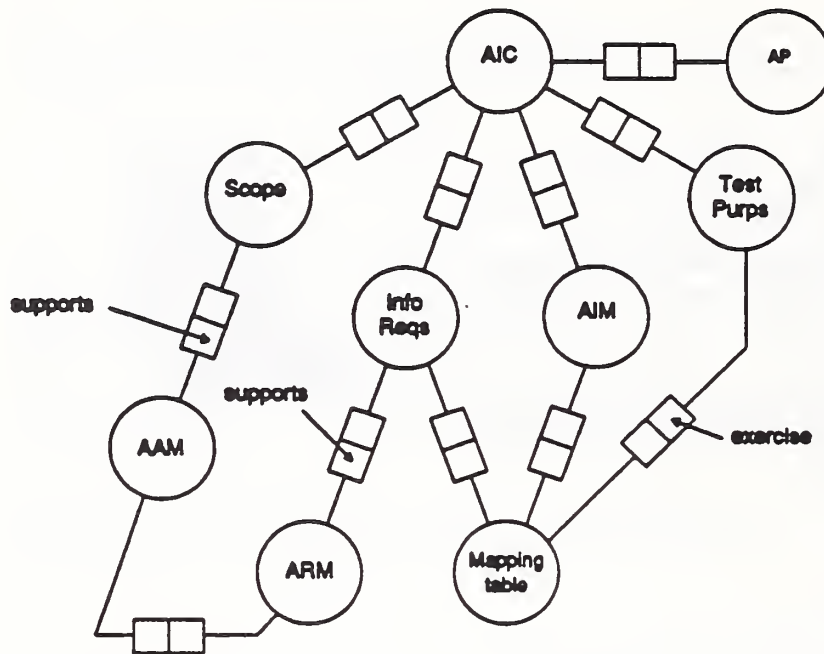 AIC
AP
Scope
Test
Purps
supports
Info
Reqs
AIM
supports
AAM
exercise
ARM
Mapping
table